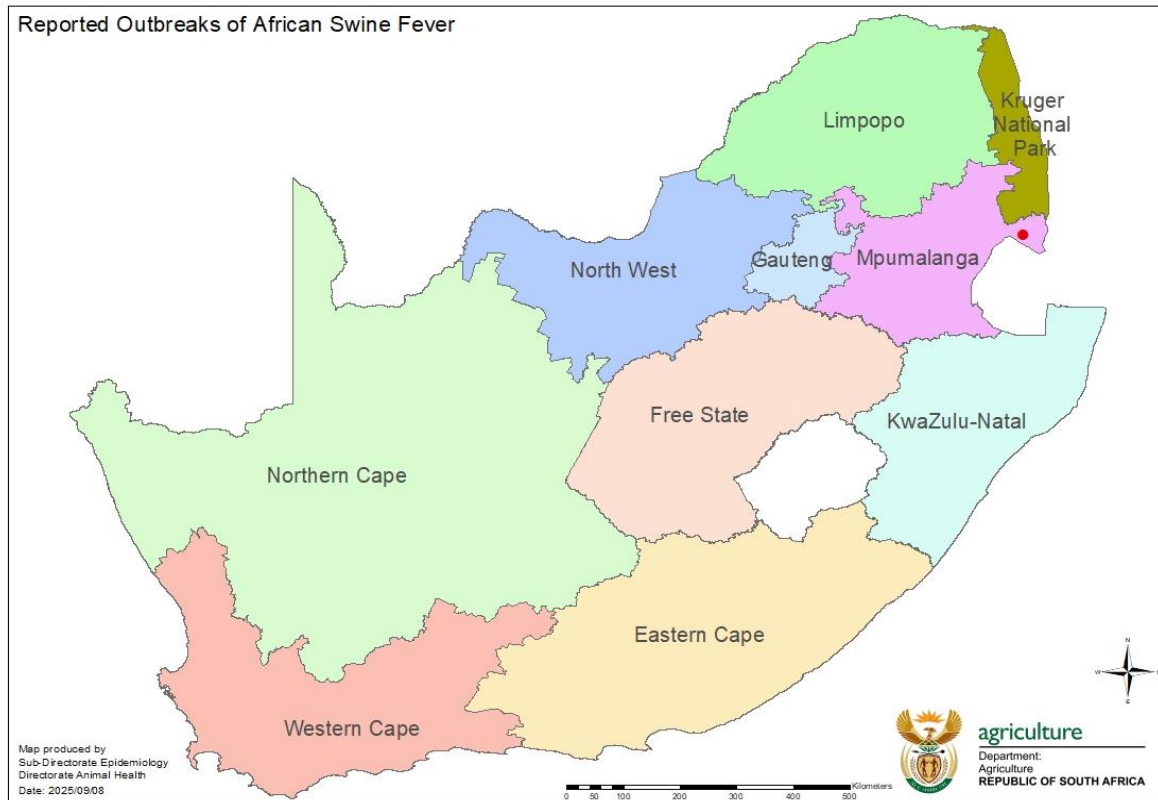 Reported Outbreaks of African Swine Fever
Limpopo
Kruger
National
Park
North West
Gauteng
Mpumalanga
Free State
KwaZulu-Natal
Northern Cape
Eastern Cape
Western Cape
N
W
S
Map produced by
Sub-Directorate Epidemiology
Directorate Animal Health
Date: 2025/09/08
Kilometers
0 50 100 200 300 400 500
agriculture
Department:
Agriculture
REPUBLIC OF SOUTH AFRICA